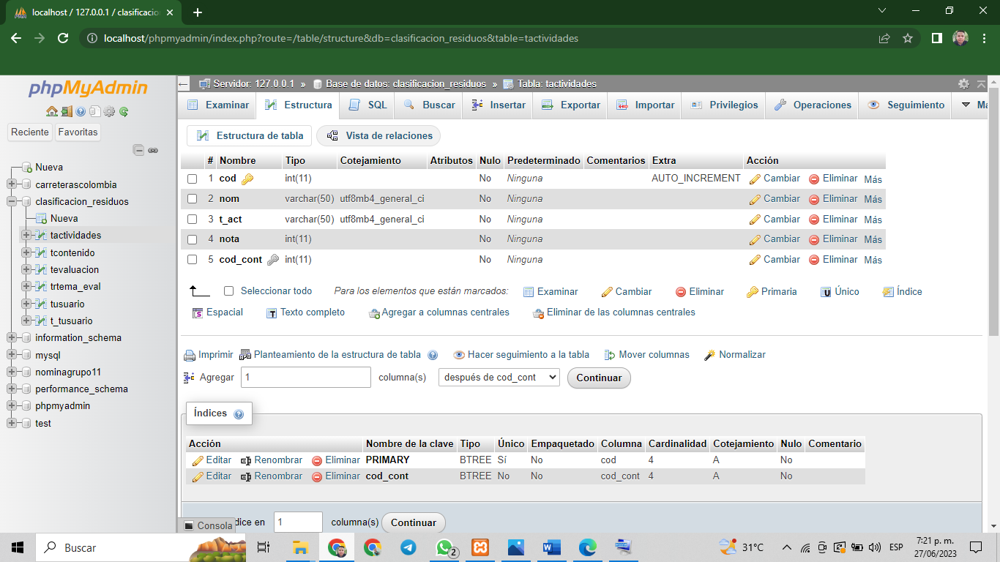 localhost / 127.0.0.1 / clasificacio
localhost/phpmyadmin/index.php?route=/table/structure&db=clasificacion_residuos&table=tactividades
phpMyAdmin
Reciente Favoritas
Nueva
carreterascolombia
clasificacion_residuos
Nueva
tactividades
tcontenido
tevaluacion
trtema_eval
tusuario
t_tusuario
information_schema
mysql
nominagrupo11
performance_schema
phpmyadmin
test
Servidor: 127.0.0.1 » Base de datos: clasificacion_residuos » Tabla: tactividades
Examinar Estructura SQL Buscar Insertar Exportar Importar Privilegios Operaciones Seguimiento Má
Estructura de tabla Vista de relaciones
# Nombre Tipo Cotejamiento Atributos Nulo Predeterminado Comentarios Extra Acción
1 cod int(11) No Ninguna AUTO_INCREMENT Cambiar Eliminar Más
2 nom varchar(50) utf8mb4_general_ci No Ninguna Cambiar Eliminar Más
3 t_act varchar(50) utf8mb4_general_ci No Ninguna Cambiar Eliminar Más
4 nota int(11) No Ninguna Cambiar Eliminar Más
5 cod_cont int(11) No Ninguna Cambiar Eliminar Más
Seleccionar todo Para los elementos que están marcados: Examinar Cambiar Eliminar Primaria Único Índice
Espacial Texto completo Agregar a columnas centrales Eliminar de las columnas centrales
Imprimir Planteamiento de la estructura de tabla Hacer seguimiento a la tabla Mover columnas Normalizar
Agregar 1 columna(s) después de cod_cont Continuar
Índices
Acción Nombre de la clave Tipo Único Empaquetado Columna Cardinalidad Cotejamiento Nulo Comentario
Editar Renombrar Eliminar PRIMARY BTREE Sí No cod 4 A No
Editar Renombrar Eliminar cod_cont BTREE No No cod_cont 4 A No
Consola dice en 1 columna(s) Continuar
Buscar 2 31°C ESP 7:21 p. m.
27/06/2023